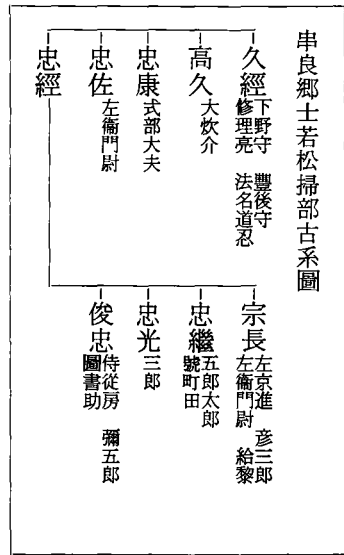 串良郷士若松掃部古系圖
久經
下野守 豐後守
修理亮 法名道忍
高久
大炊介
忠康
式部大夫
忠佐
左衞門尉
忠經
宗長
左京進 彦三郎
左衞門尉 給黎
忠繼
五郎太郎
號町田
忠光
三郎
俊忠
侍從房 彌五郎
圖書助